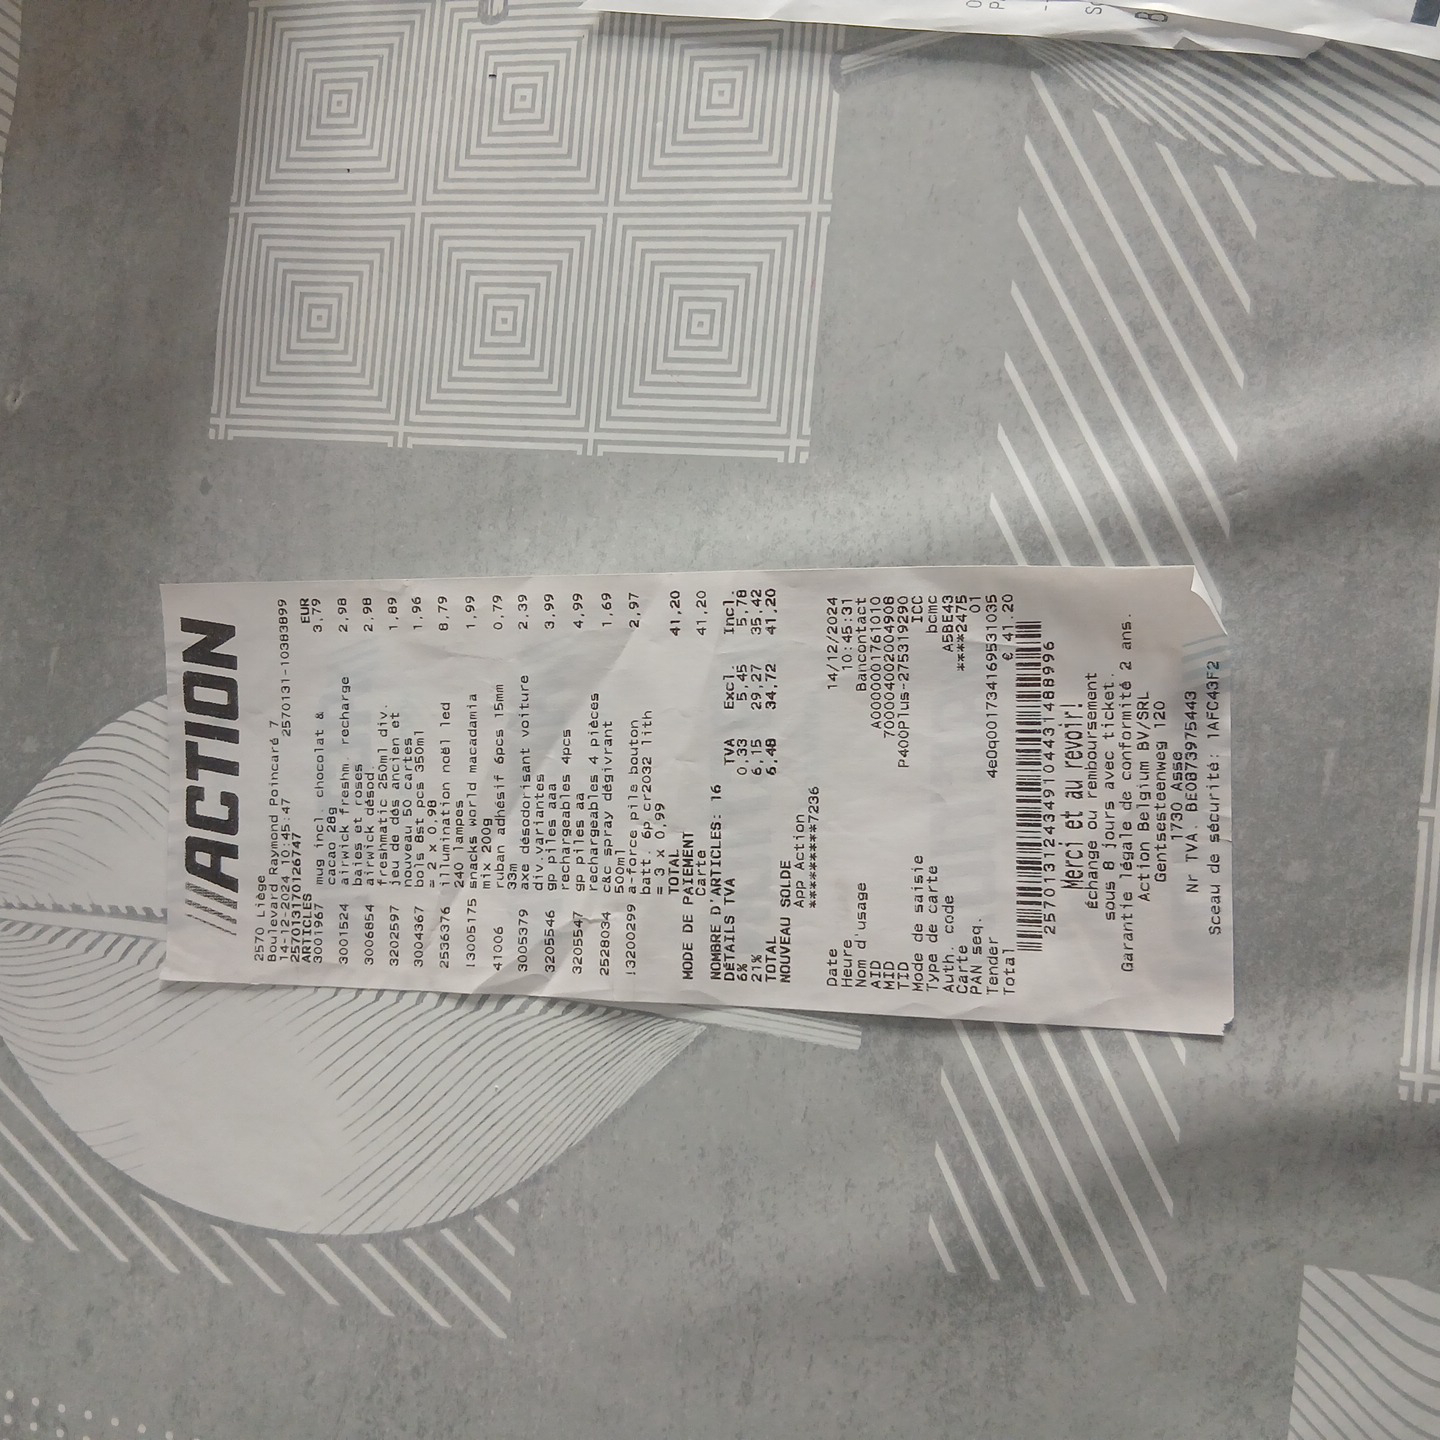 ///ACTION
2570 Liège
Boulevard Raymond Poincaré 7
14-12-2024 10:45:47 2570131-10383899
257013170126747
ARTICLES EUR
3001967 mug incl. chocolat & 3,79
cacao 28g
3001524 airwick freshm. recharge 2,98
baies et roses
3006854 airwick désod. 2,98
freshmatic 250ml div.
3202597 jeu de dés ancien et 1,89
nouveau 50 cartes
3004367 bols 8st pcs 350ml 1,96
= 2 x 0,98
2536376 illumination noël led 8,79
240 lampes
!3005175 snacks world macadamia 1,99
mix 200g
41006 ruban adhésif 6pcs 15mm 0,79
33m
3005379 axe désodorisant voiture 2,39
div.variantes
3205546 gp piles aaa 3,99
rechargeables 4pcs
3205547 gp piles aa 4,99
rechargeables 4 pièces
2528034 c&c spray dégivrant 1,69
500ml
!3200299 a-force pile bouton 2,97
batt. 6p cr2032 lith
= 3 x 0,99
TOTAL 41,20
MODE DE PAIEMENT
Carte 41,20
NOMBRE D'ARTICLES: 16
DÉTAILS TVA TVA Excl. Incl.
6% 0,33 5,45 5,78
21% 6,15 29,27 35,42
TOTAL 6,48 34,72 41,20
NOUVEAU SOLDE
App Action
*********7236
Date 14/12/2024
Heure 10:45:31
Nom d'usage Bancontact
AID A0000001761010
MID 700004002004908
TID P400Plus-275319290
Mode de saisie ICC
Type de carte bcmc
Auth. code A5BE43
Carte ****2475
PAN seq. 01
Tender 4e0q001734169531035
Total € 41.20
257013124349104431488996
Merci et au revoir!
échange ou remboursement
sous 8 jours avec ticket.
Garantie légale de conformité 2 ans.
Action Belgium BV/SRL
Gentsesteenweg 120
1730 Asse
Nr TVA. BE0873975443
Sceau de sécurité: 1AFC43F2